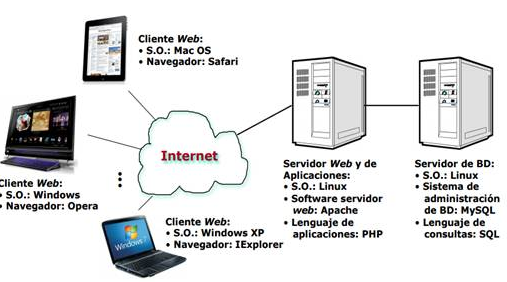 Cliente Web:
• S.O.: Mac OS
• Navegador: Safari
Internet
Cliente Web:
• S.O.: Windows
• Navegador: Opera
Cliente Web:
• S.O.: Windows XP
• Navegador: IExplorer
Windows
Servidor Web y de
Aplicaciones:
• S.O.: Linux
• Software servidor
web: Apache
• Lenguaje de
aplicaciones: PHP
Servidor de BD:
• S.O.: Linux
• Sistema de
administración
de BD: MySQL
• Lenguaje de
consultas: SQL